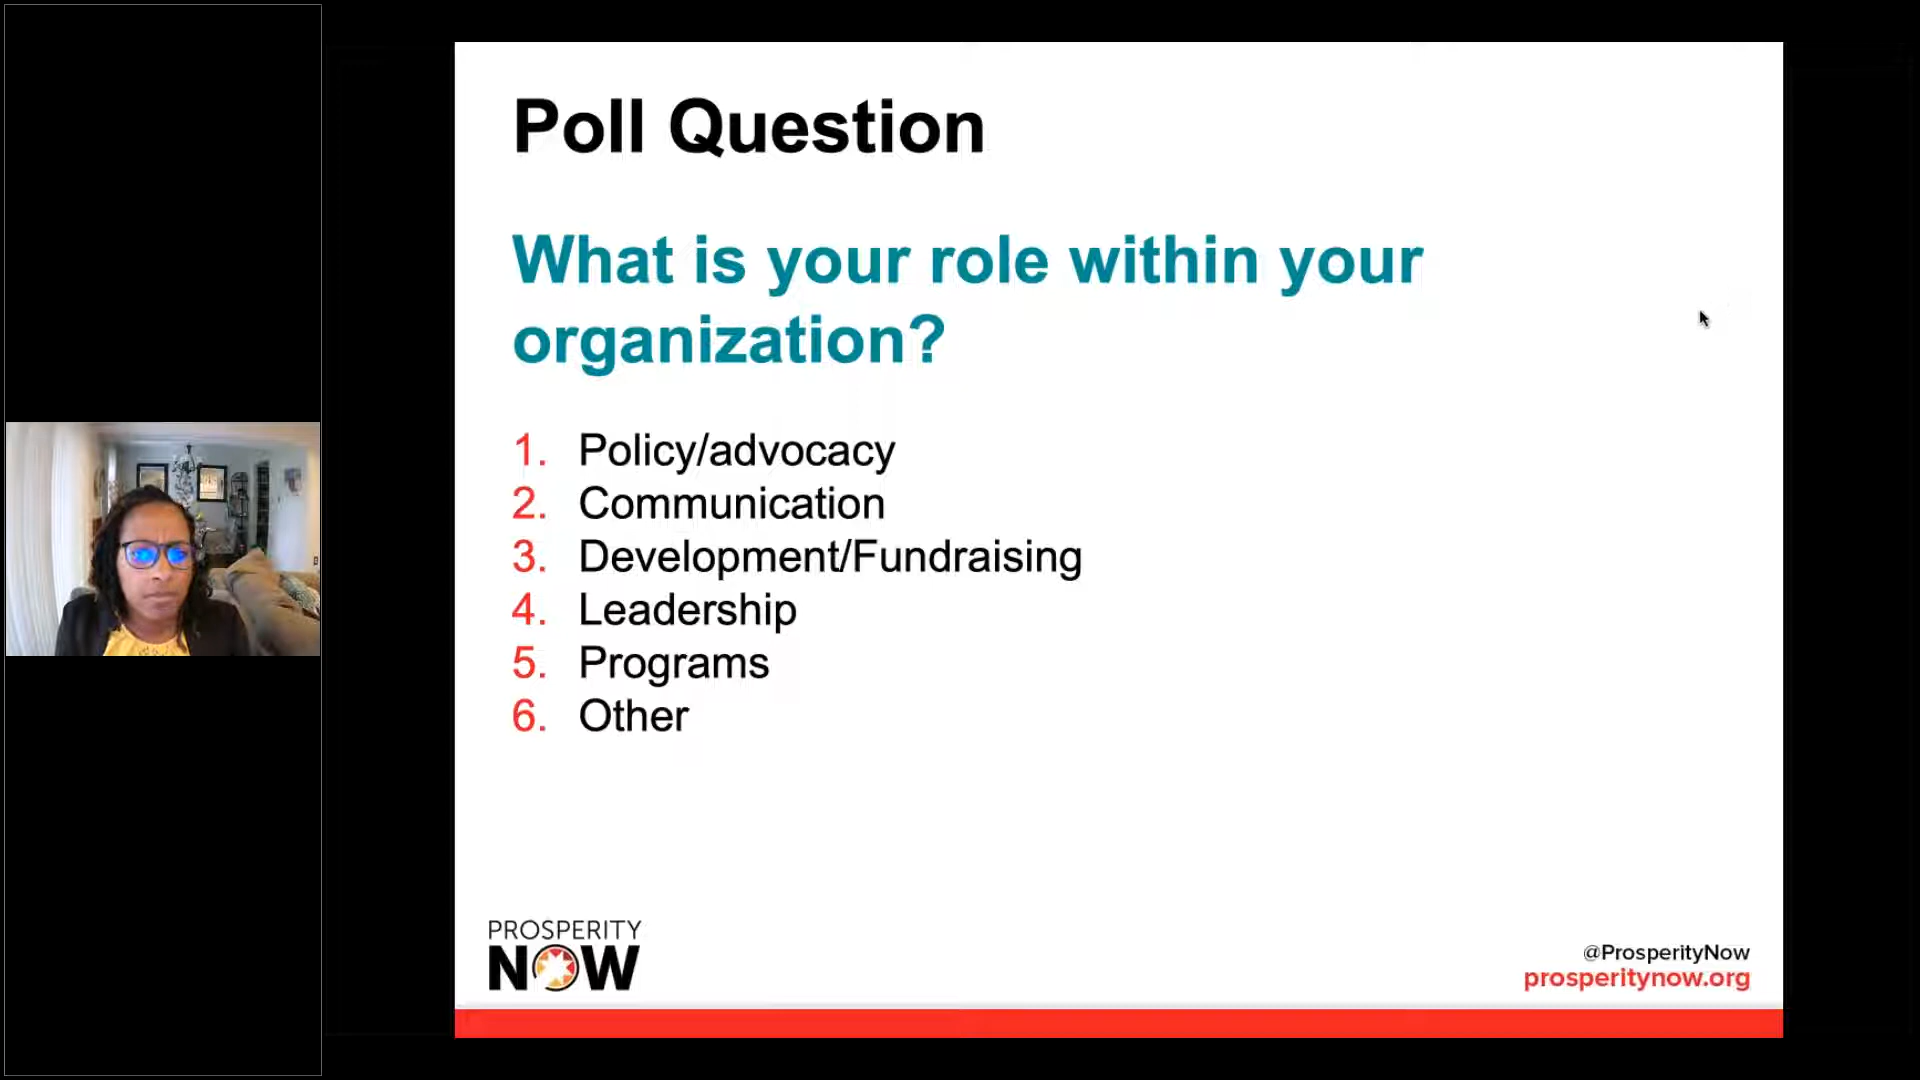 Poll Question
What is your role within your
organization?
1. Policy/advocacy
2. Communication
3. Development/Fundraising
4. Leadership
5. Programs
6. Other
PROSPERITY
NOW
@ProsperityNow
prosperitynow.org